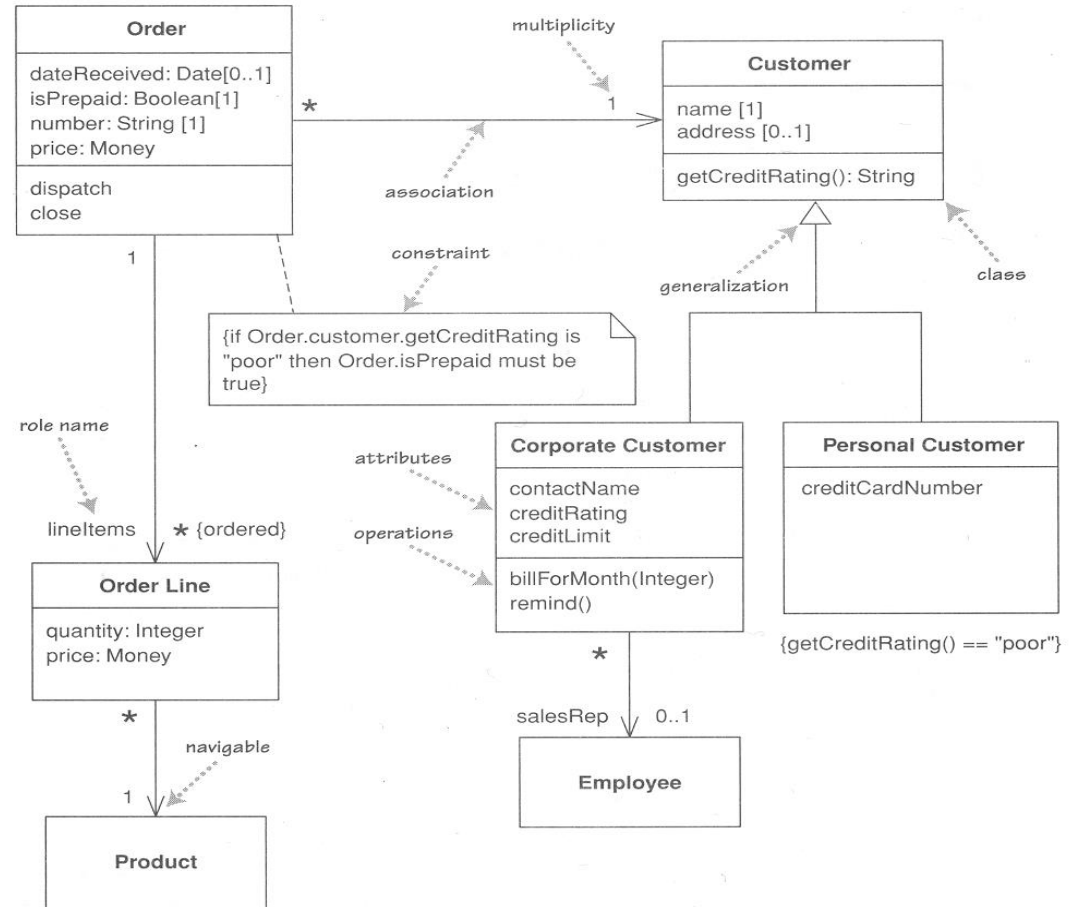 Order
dateReceived: Date[0..1]
isPrepaid: Boolean[1]
number: String [1]
price: Money
dispatch
close
multiplicity
* 1
association
Customer
name [1]
address [0..1]
getCreditRating(): String
class
generalization
1
constraint
{if Order.customer.getCreditRating is
"poor" then Order.isPrepaid must be
true}
role name
lineItems * {ordered}
Order Line
quantity: Integer
price: Money
*
navigable
1
Product
attributes
operations
Corporate Customer
contactName
creditRating
creditLimit
billForMonth(Integer)
remind()
*
salesRep 0..1
Employee
Personal Customer
creditCardNumber
{getCreditRating() == "poor"}